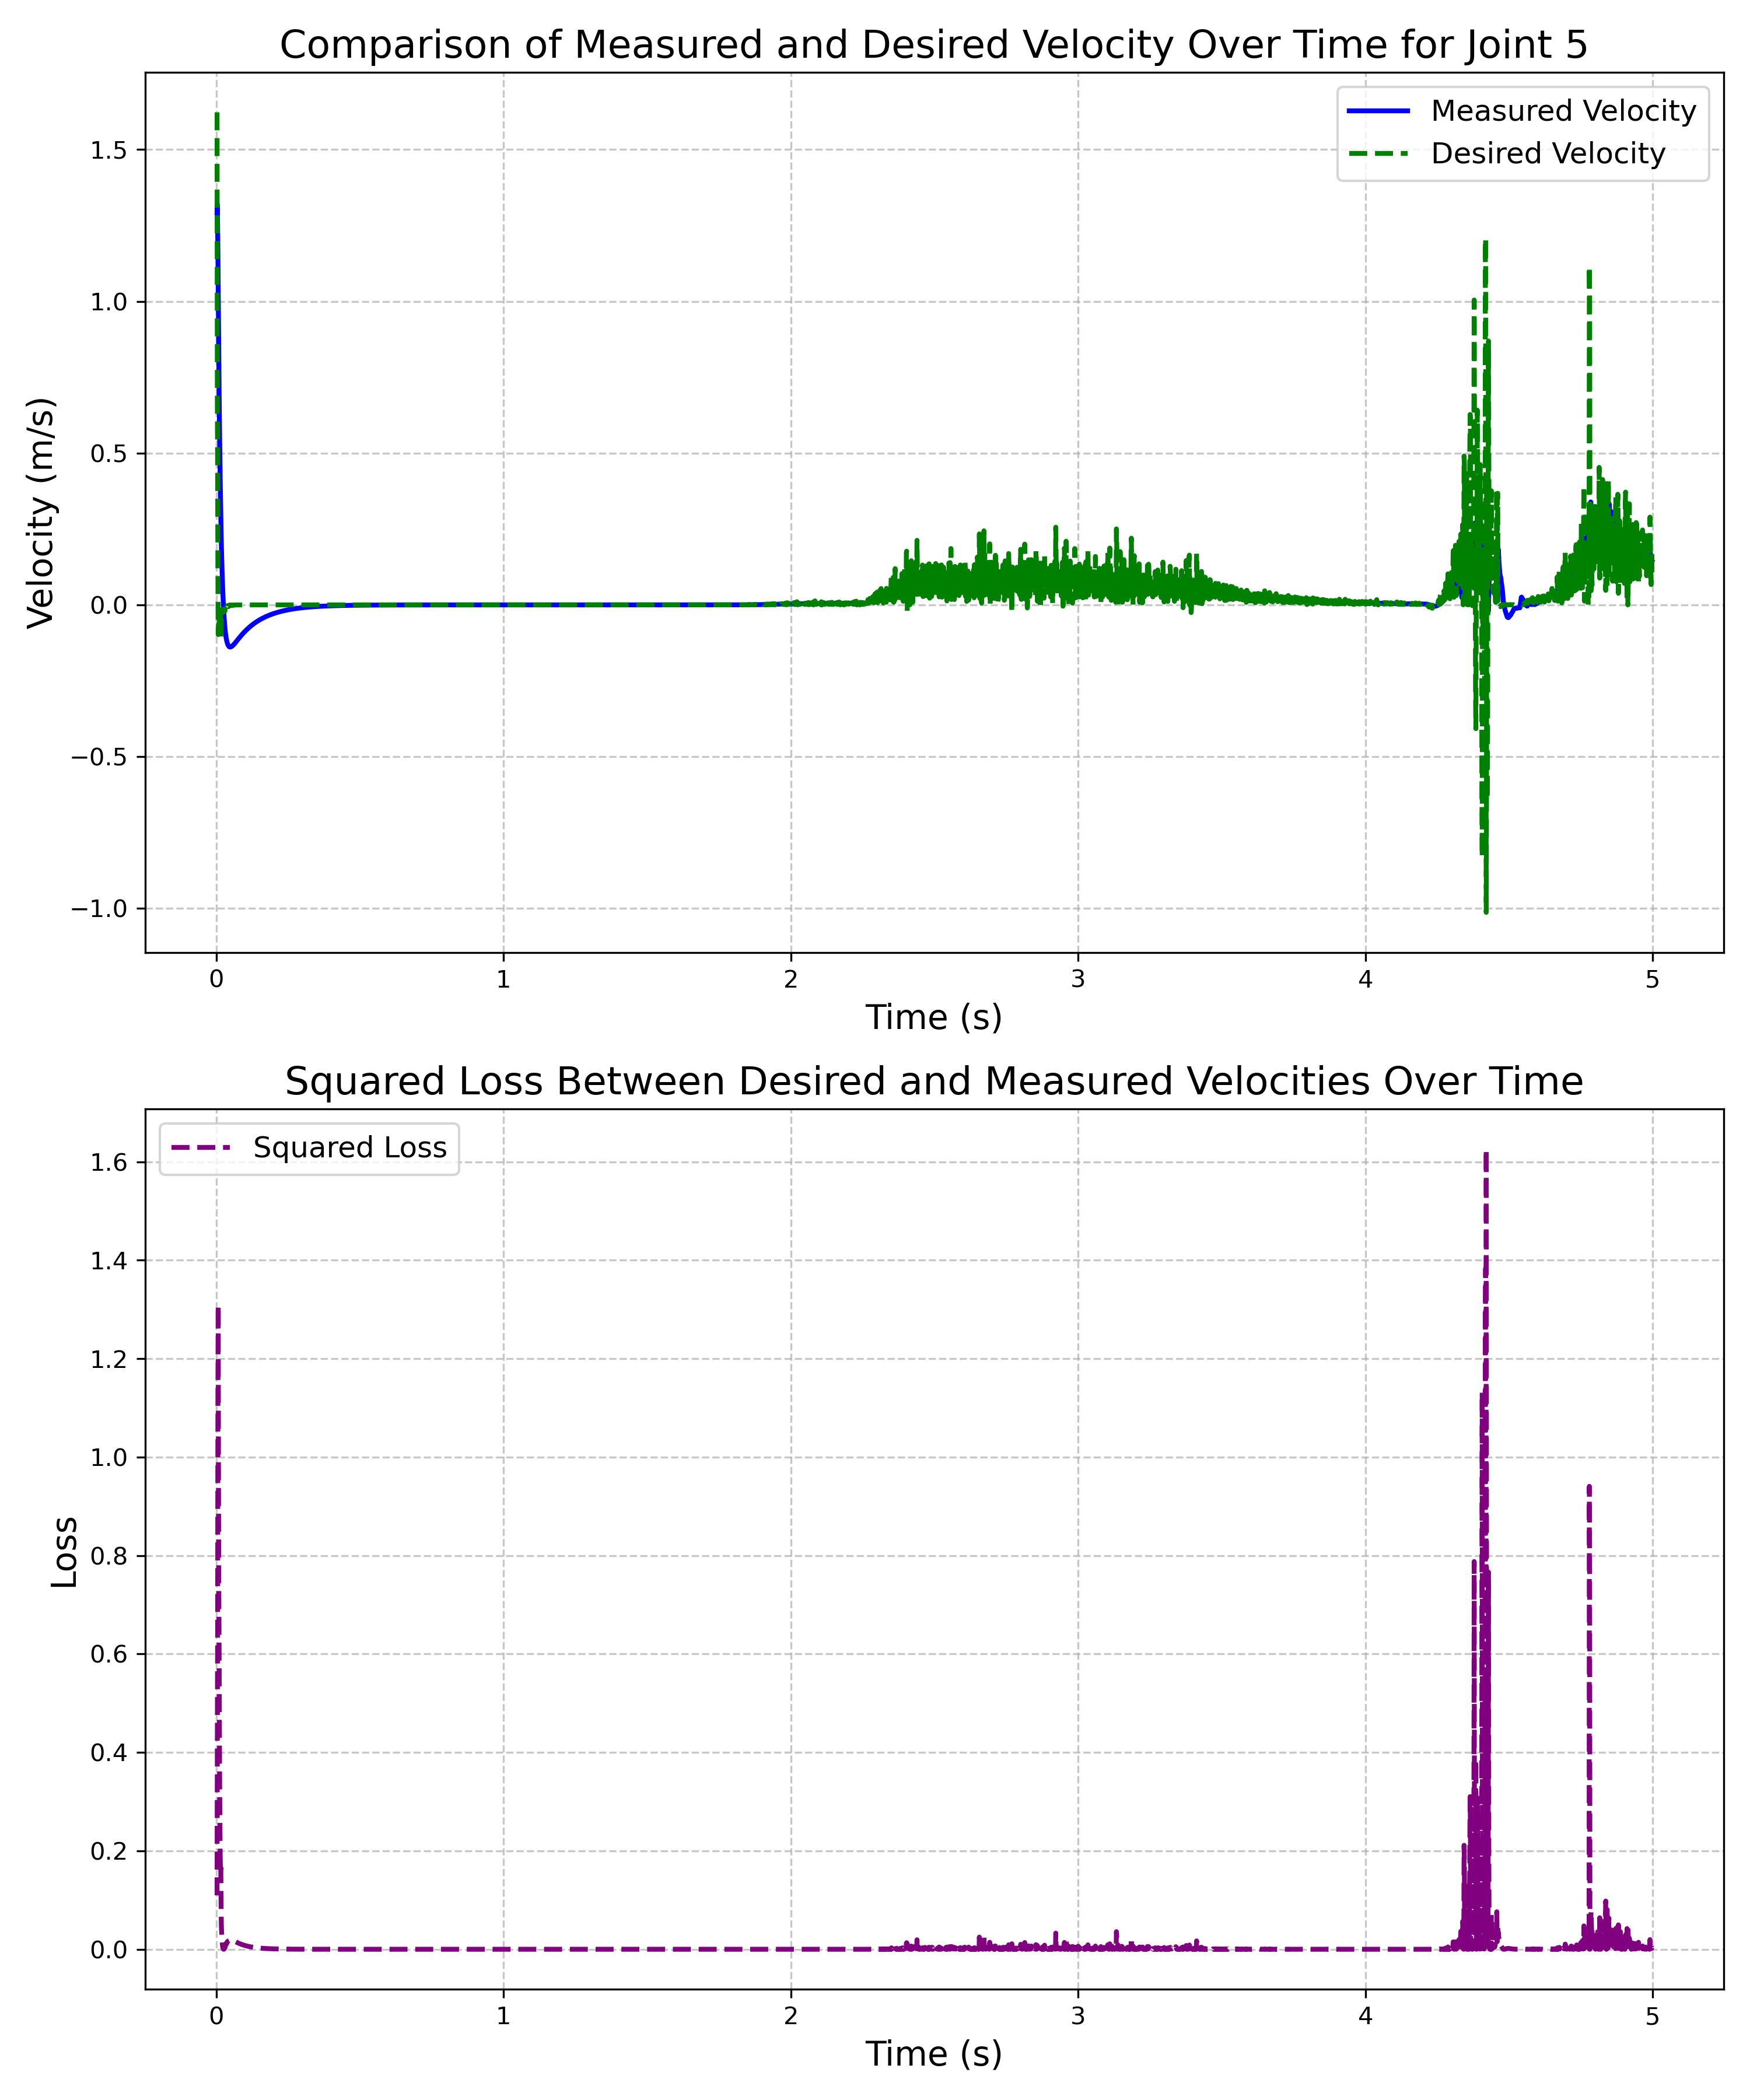 Comparison of Measured and Desired Velocity Over Time for Joint 5
Measured Velocity
Desired Velocity
Velocity (m/s)
1.5
1.0
0.5
0.0
−0.5
−1.0
0 1 2 3 4 5
Time (s)
Squared Loss Between Desired and Measured Velocities Over Time
Squared Loss
Loss
1.6
1.4
1.2
1.0
0.8
0.6
0.4
0.2
0.0
0 1 2 3 4 5
Time (s)